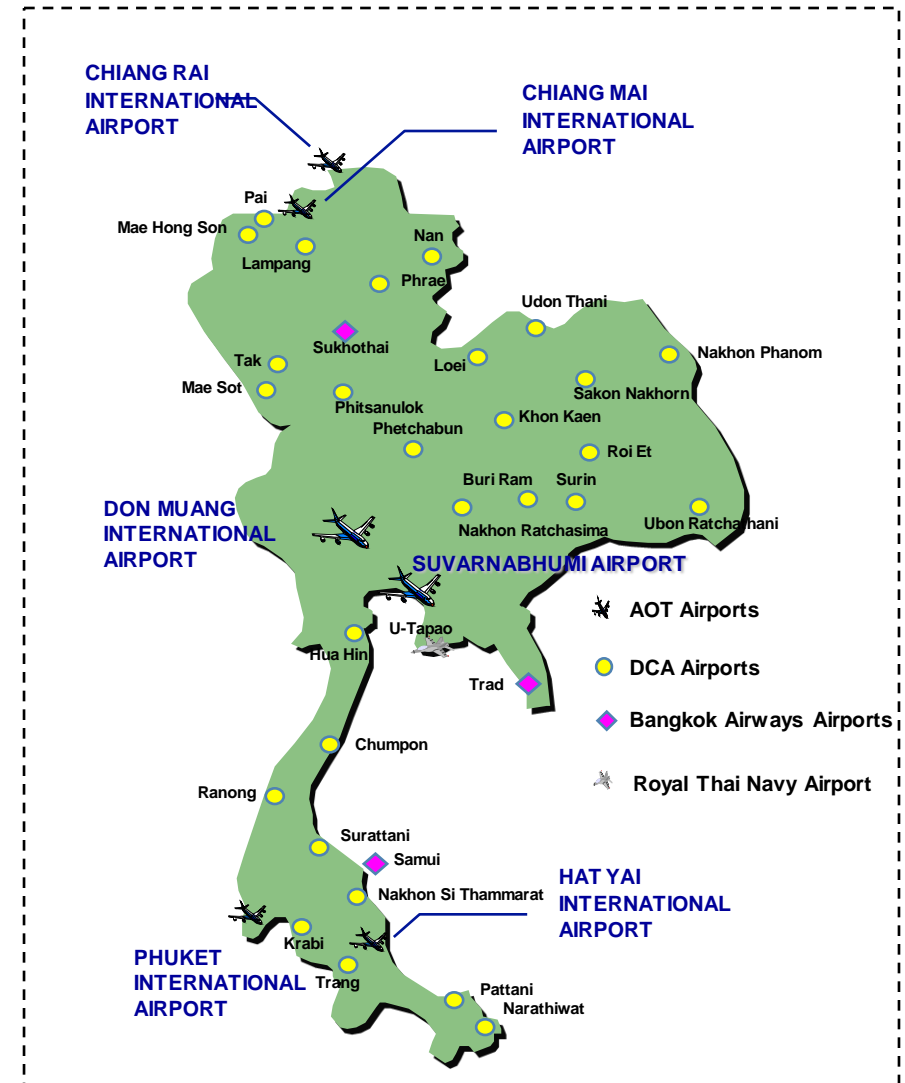 CHIANG RAI
INTERNATIONAL
AIRPORT
CHIANG MAI
INTERNATIONAL
AIRPORT
Pai
Mae Hong Son
Lampang
Nan
Phrae
Udon Thani
Sukhothai
Loei
Nakhon Phanom
Tak
Mae Sot
Sakon Nakhorn
Phitsanulok
Khon Kaen
Phetchabun
Roi Et
Buri Ram
Surin
Nakhon Ratchasima
Ubon Ratchathani
DON MUANG
INTERNATIONAL
AIRPORT
SUVARNABHUMI AIRPORT
AOT Airports
U-Tapao
Hua Hin
DCA Airports
Trad
Bangkok Airways Airports
Chumpon
Royal Thai Navy Airport
Ranong
Surattani
Samui
Nakhon Si Thammarat
HAT YAI
INTERNATIONAL
AIRPORT
Krabi
PHUKET
INTERNATIONAL
AIRPORT
Trang
Pattani
Narathiwat